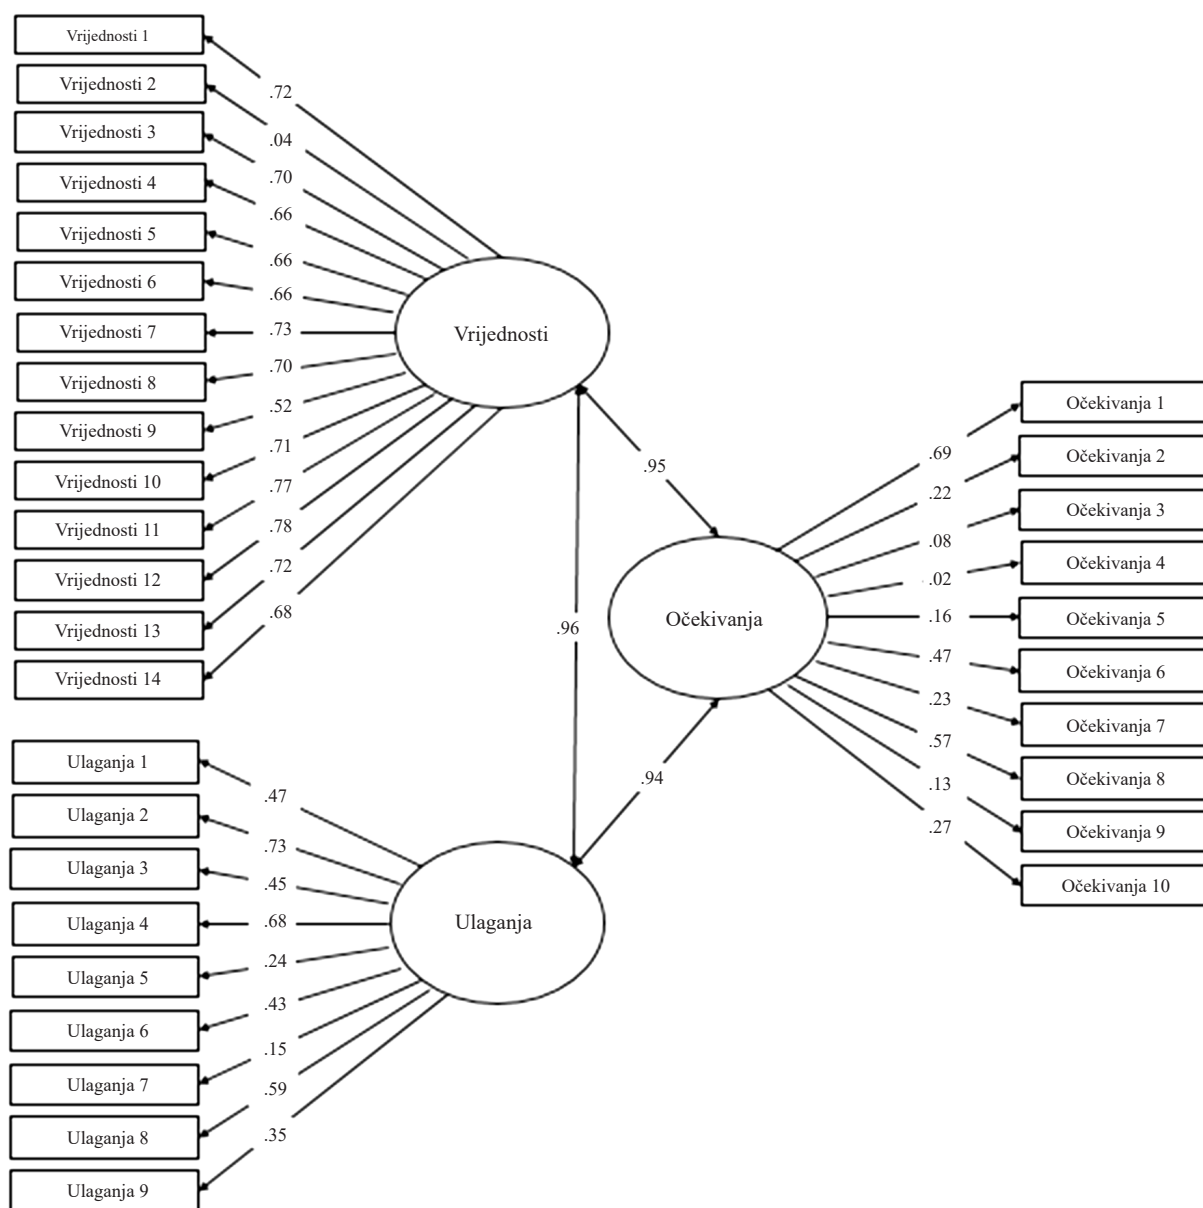 Vrijednosti 1
Vrijednosti 2
Vrijednosti 3
Vrijednosti 4
Vrijednosti 5
Vrijednosti 6
Vrijednosti 7
Vrijednosti 8
Vrijednosti 9
Vrijednosti 10
Vrijednosti 11
Vrijednosti 12
Vrijednosti 13
Vrijednosti 14
.72
.04
.70
.66
.66
.66
.73
.70
.52
.71
.77
.78
.72
.68
Vrijednosti
.95
.96
.94
Očekivanja
.69
.22
.08
.02
.16
.47
.23
.57
.13
.27
Očekivanja 1
Očekivanja 2
Očekivanja 3
Očekivanja 4
Očekivanja 5
Očekivanja 6
Očekivanja 7
Očekivanja 8
Očekivanja 9
Očekivanja 10
Ulaganja 1
Ulaganja 2
Ulaganja 3
Ulaganja 4
Ulaganja 5
Ulaganja 6
Ulaganja 7
Ulaganja 8
Ulaganja 9
.47
.73
.45
.68
.24
.43
.15
.59
.35
Ulaganja